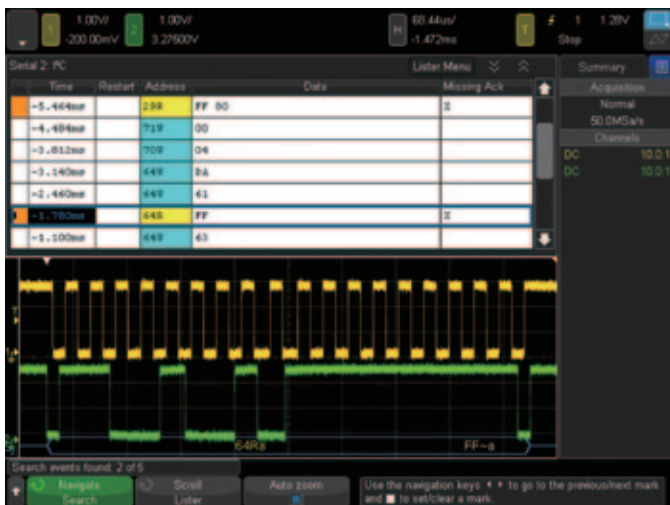 1 1.00V/ 2 1.00V/ H 68.44us/ T 1 1.28V
-200.00mV 3.27500V -1.472ms Stop
Serial 2: I²C Lister Menu Summary
Time Restart Address Data Missing Ack Acquisition
-5.464ms 29R FF 80 X Normal
50.0MSa/s
-4.484ms 71W 00 Channels
-3.812ms 70W 04 DC 10.0:1
-3.140ms 64W DA DC 10.0:1
-2.460ms 64W 61
-1.780ms 64R FF X
-1.100ms 64W 63
64Ra FF~a
Search events found: 2 of 5
Navigate Scroll Auto zoom Use the navigation keys to go to the previous/next mark
Search Lister and to set/clear a mark.